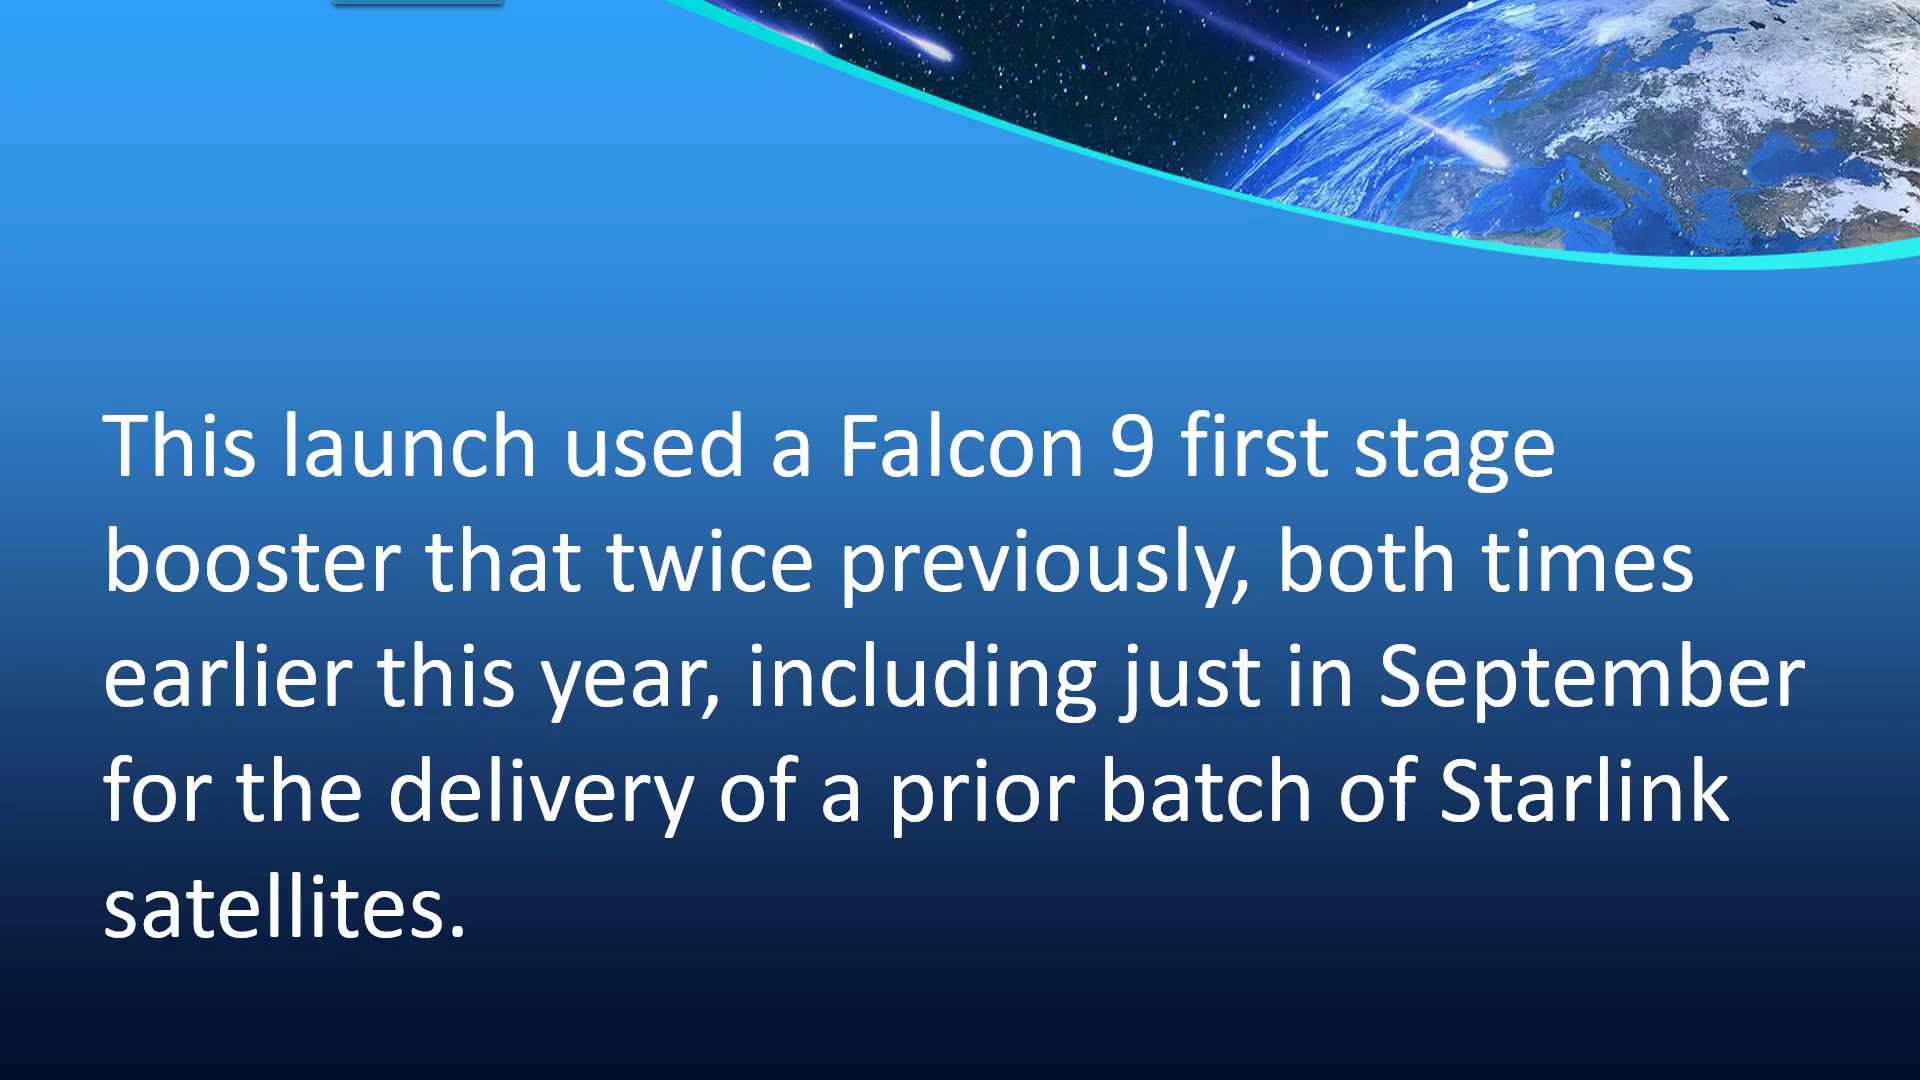 This launch used a Falcon 9 first stage
booster that twice previously, both times
earlier this year, including just in September
for the delivery of a prior batch of Starlink
satellites.